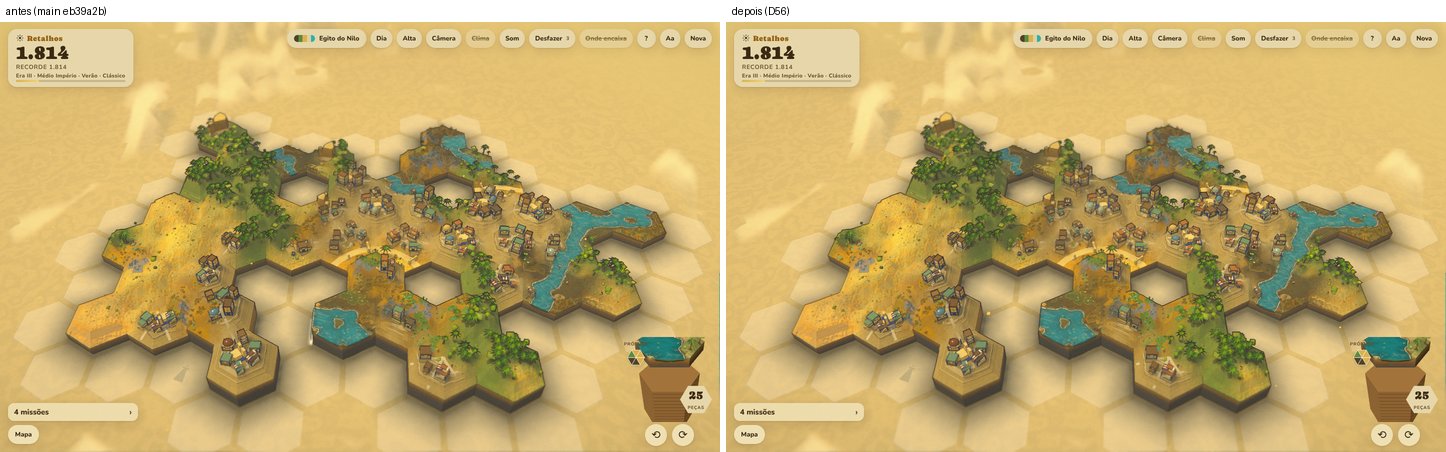 antes (main eb39a2b)
Retalhos
1.814
RECORDE 1.814
Era III · Médio Império · Verão · Clássico
Egito do Nilo
Dia
Alta
Câmera
Clima
Som
Desfazer 3
Onde encaixa
?
Aa
Nova
25
PEÇAS
4 missões ›
Mapa
depois (D56)
Retalhos
1.814
RECORDE 1.814
Era III · Médio Império · Verão · Clássico
Egito do Nilo
Dia
Alta
Câmera
Clima
Som
Desfazer 3
Onde encaixa
?
Aa
Nova
25
PEÇAS
4 missões ›
Mapa